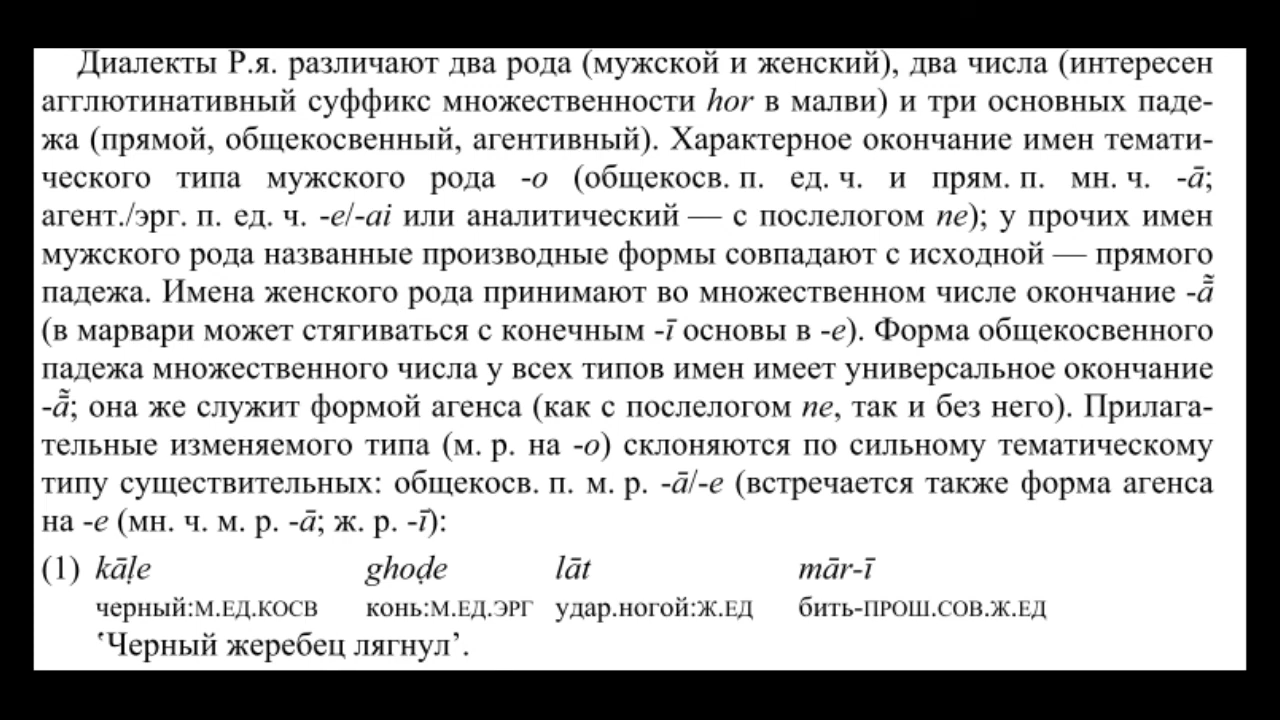 Диалекты Р.я. различают два рода (мужской и женский), два числа (интересен
агглютинативный суффикс множественности hor в малви) и три основных паде-
жа (прямой, общекосвенный, агентивный). Характерное окончание имен темати-
ческого типа мужского рода -o (общекосв. п. ед. ч. и прям. п. мн. ч. -ā;
агент./эрг. п. ед. ч. -e/-ai или аналитический — с послелогом ne); у прочих имен
мужского рода названные производные формы совпадают с исходной — прямого
падежа. Имена женского рода принимают во множественном числе окончание -ā̃
(в марвари может стягиваться с конечным -ī основы в -e). Форма общекосвенного
падежа множественного числа у всех типов имен имеет универсальное окончание
-ā̃; она же служит формой агенса (как с послелогом ne, так и без него). Прилага-
тельные изменяемого типа (м. р. на -o) склоняются по сильному тематическому
типу существительных: общекосв. п. м. р. -ā/-e (встречается также форма агенса
на -e (мн. ч. м. р. -ā; ж. р. -ī):
(1) kāḷe ghoḍe lāt mār-ī
черный:М.ЕД.КОСВ конь:М.ЕД.ЭРГ удар.ногой:Ж.ЕД бить-ПРОШ.СОВ.Ж.ЕД
‛Черный жеребец лягнул’.